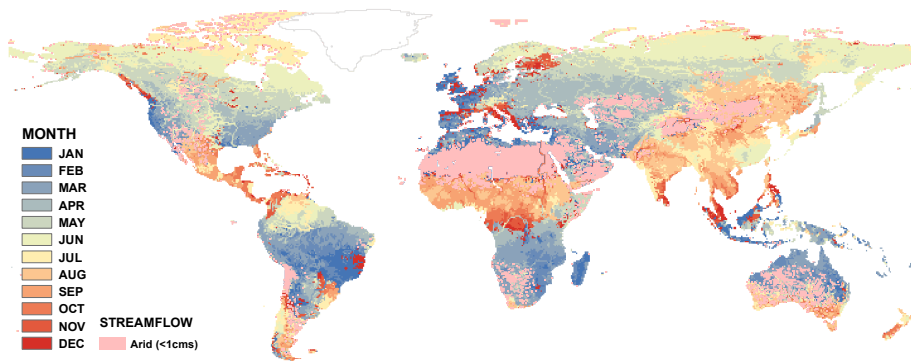 MONTH
JAN
FEB
MAR
APR
MAY
JUN
JUL
AUG
SEP
OCT
NOV
DEC
STREAMFLOW
Arid (<1cms)